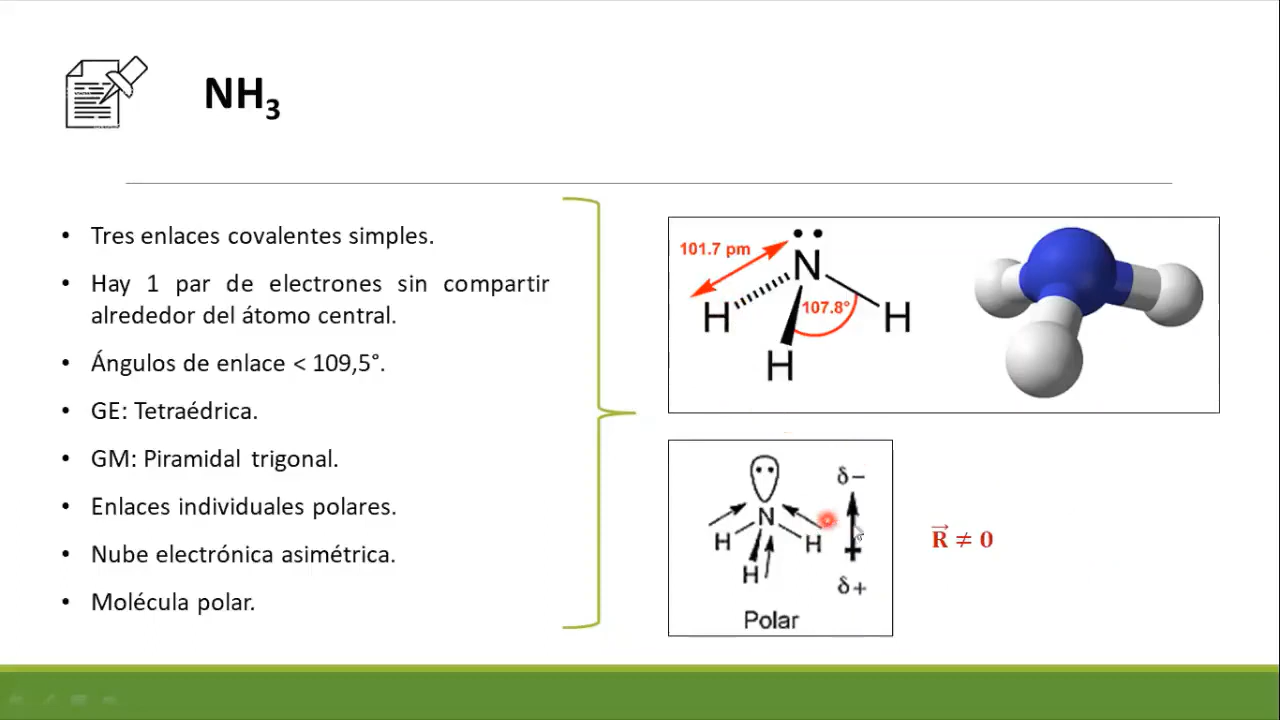 NH₃
• Tres enlaces covalentes simples.
• Hay 1 par de electrones sin compartir
alrededor del átomo central.
• Ángulos de enlace < 109,5°.
• GE: Tetraédrica.
• GM: Piramidal trigonal.
• Enlaces individuales polares.
• Nube electrónica asimétrica.
• Molécula polar.
101.7 pm
N
H
107.8°
H
H
δ−
N
H
H
H
δ+
Polar
R⃗ ≠ 0